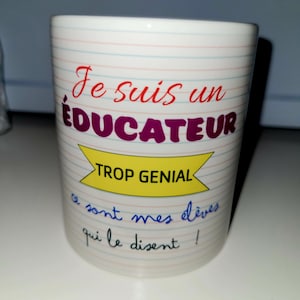 Je suis un
ÉDUCATEUR
TROP GENIAL
ce sont mes élèves
qui le disent !